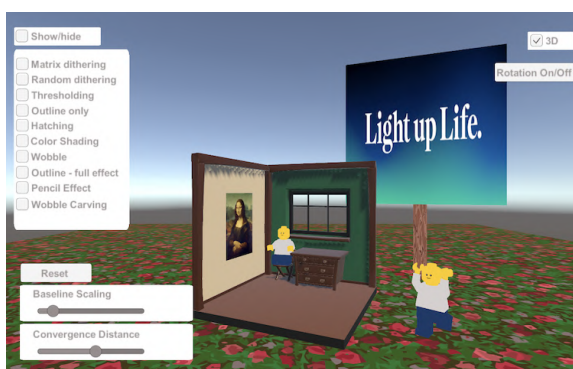 Show/hide
Matrix dithering
Random dithering
Thresholding
Outline only
Hatching
Color Shading
Wobble
Outline - full effect
Pencil Effect
Wobble Carving
Reset
Baseline Scaling
Convergence Distance
3D
Rotation On/Off
Light up Life.